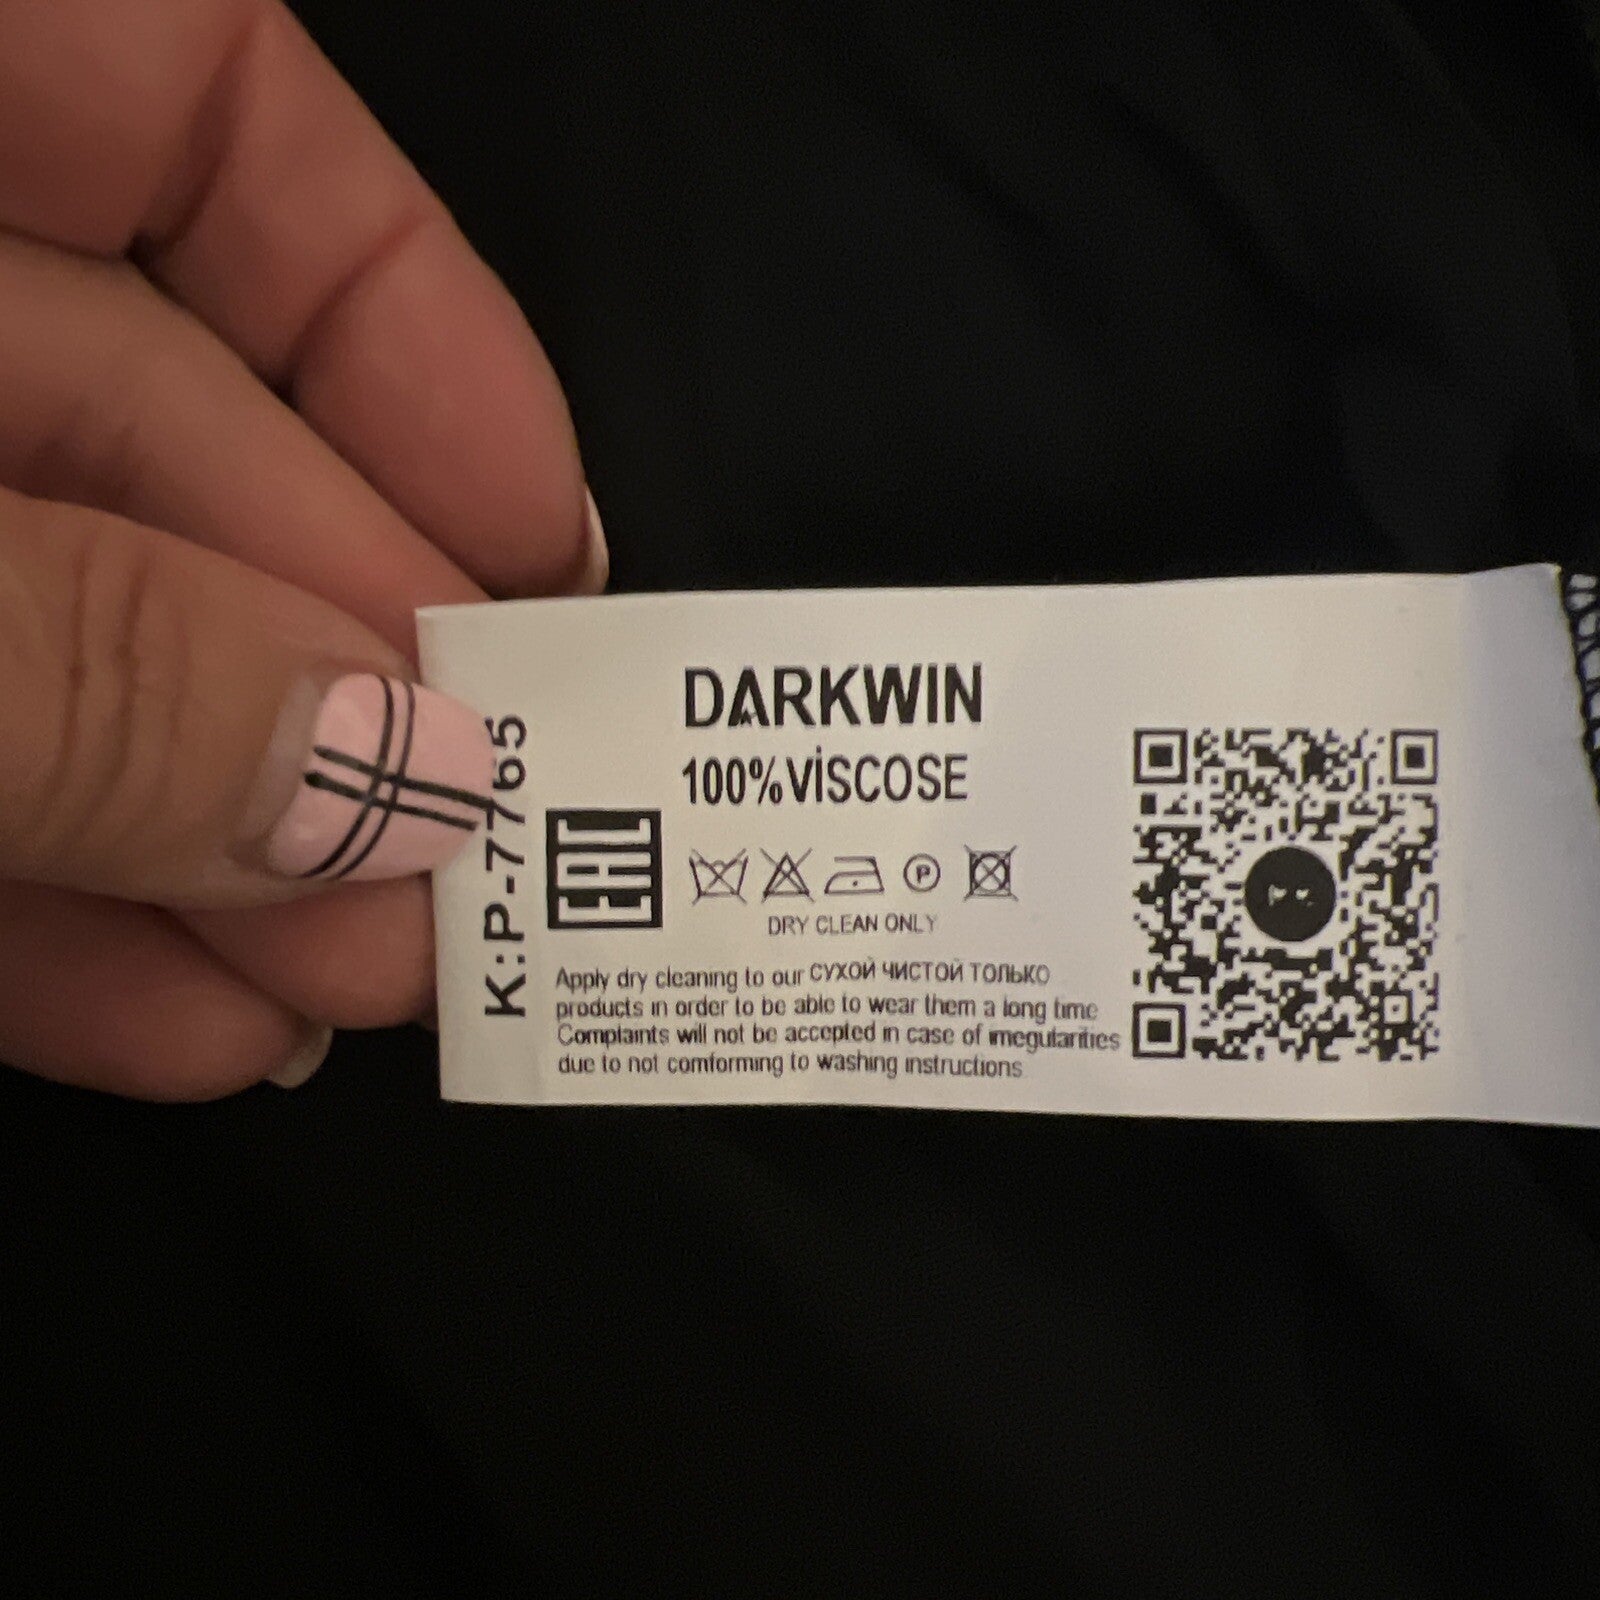 DARKWIN
100%VİSCOSE
K:P-7765
EAC
P
DRY CLEAN ONLY
Apply dry cleaning to our СУХОЙ ЧИСТОЙ ТОЛЬКО
products in order to be able to wear them a long time
Complaints will not be accepted in case of irregularities
due to not comforming to washing instructions